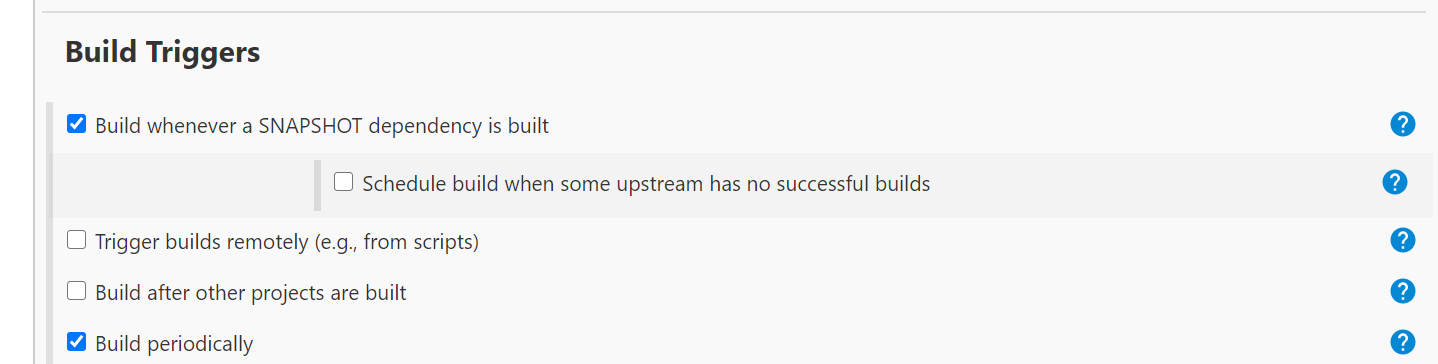 Build Triggers
Build whenever a SNAPSHOT dependency is built
?
Schedule build when some upstream has no successful builds
?
Trigger builds remotely (e.g., from scripts)
?
Build after other projects are built
?
Build periodically
?